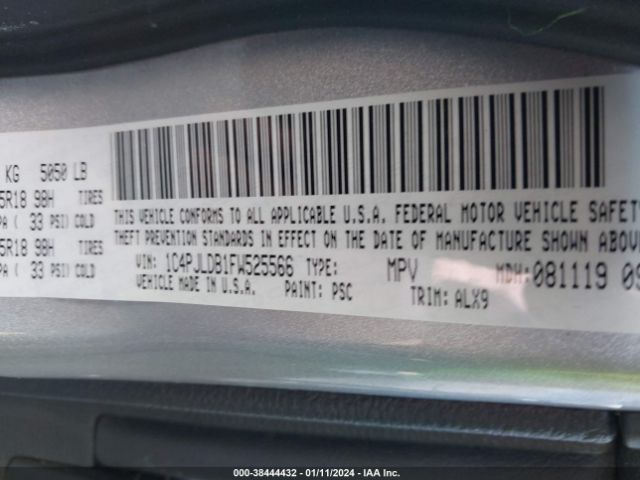 KG 5050 LB
5R18 98H TIRES
PA ( 33 PSI) COLD
5R18 98H TIRES
PA ( 33 PSI) COLD
THIS VEHICLE CONFORMS TO ALL APPLICABLE U.S.A. FEDERAL MOTOR VEHICLE SAFETY
THEFT PREVENTION STANDARDS IN EFFECT ON THE DATE OF MANUFACTURE SHOWN ABOVE
VIN: 1C4PJLDB1FW525566 TYPE: MPV MDH: 081119 09
VEHICLE MADE IN U.S.A. PAINT: PSC TRIM: ALX9
000-38444432 - 01/11/2024 - IAA Inc.